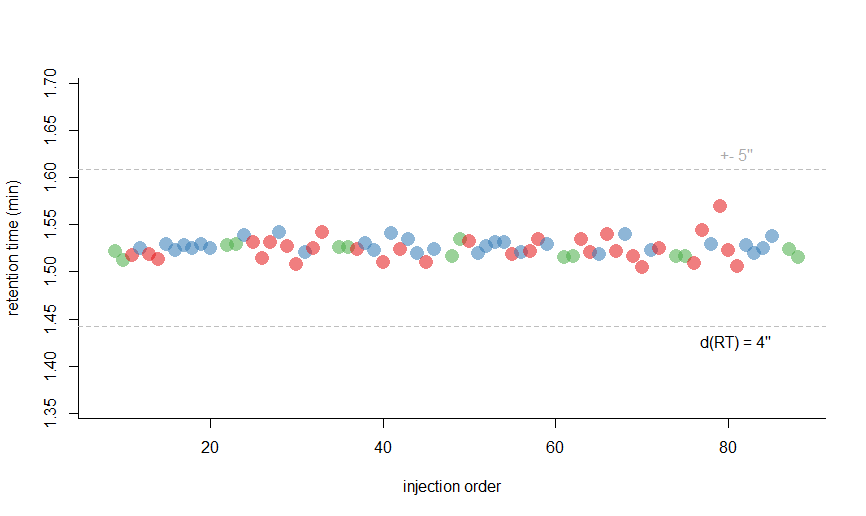 retention time (min)
1.70
1.65
1.60
1.55
1.50
1.45
1.40
1.35
+- 5"
d(RT) = 4"
20 40 60 80
injection order